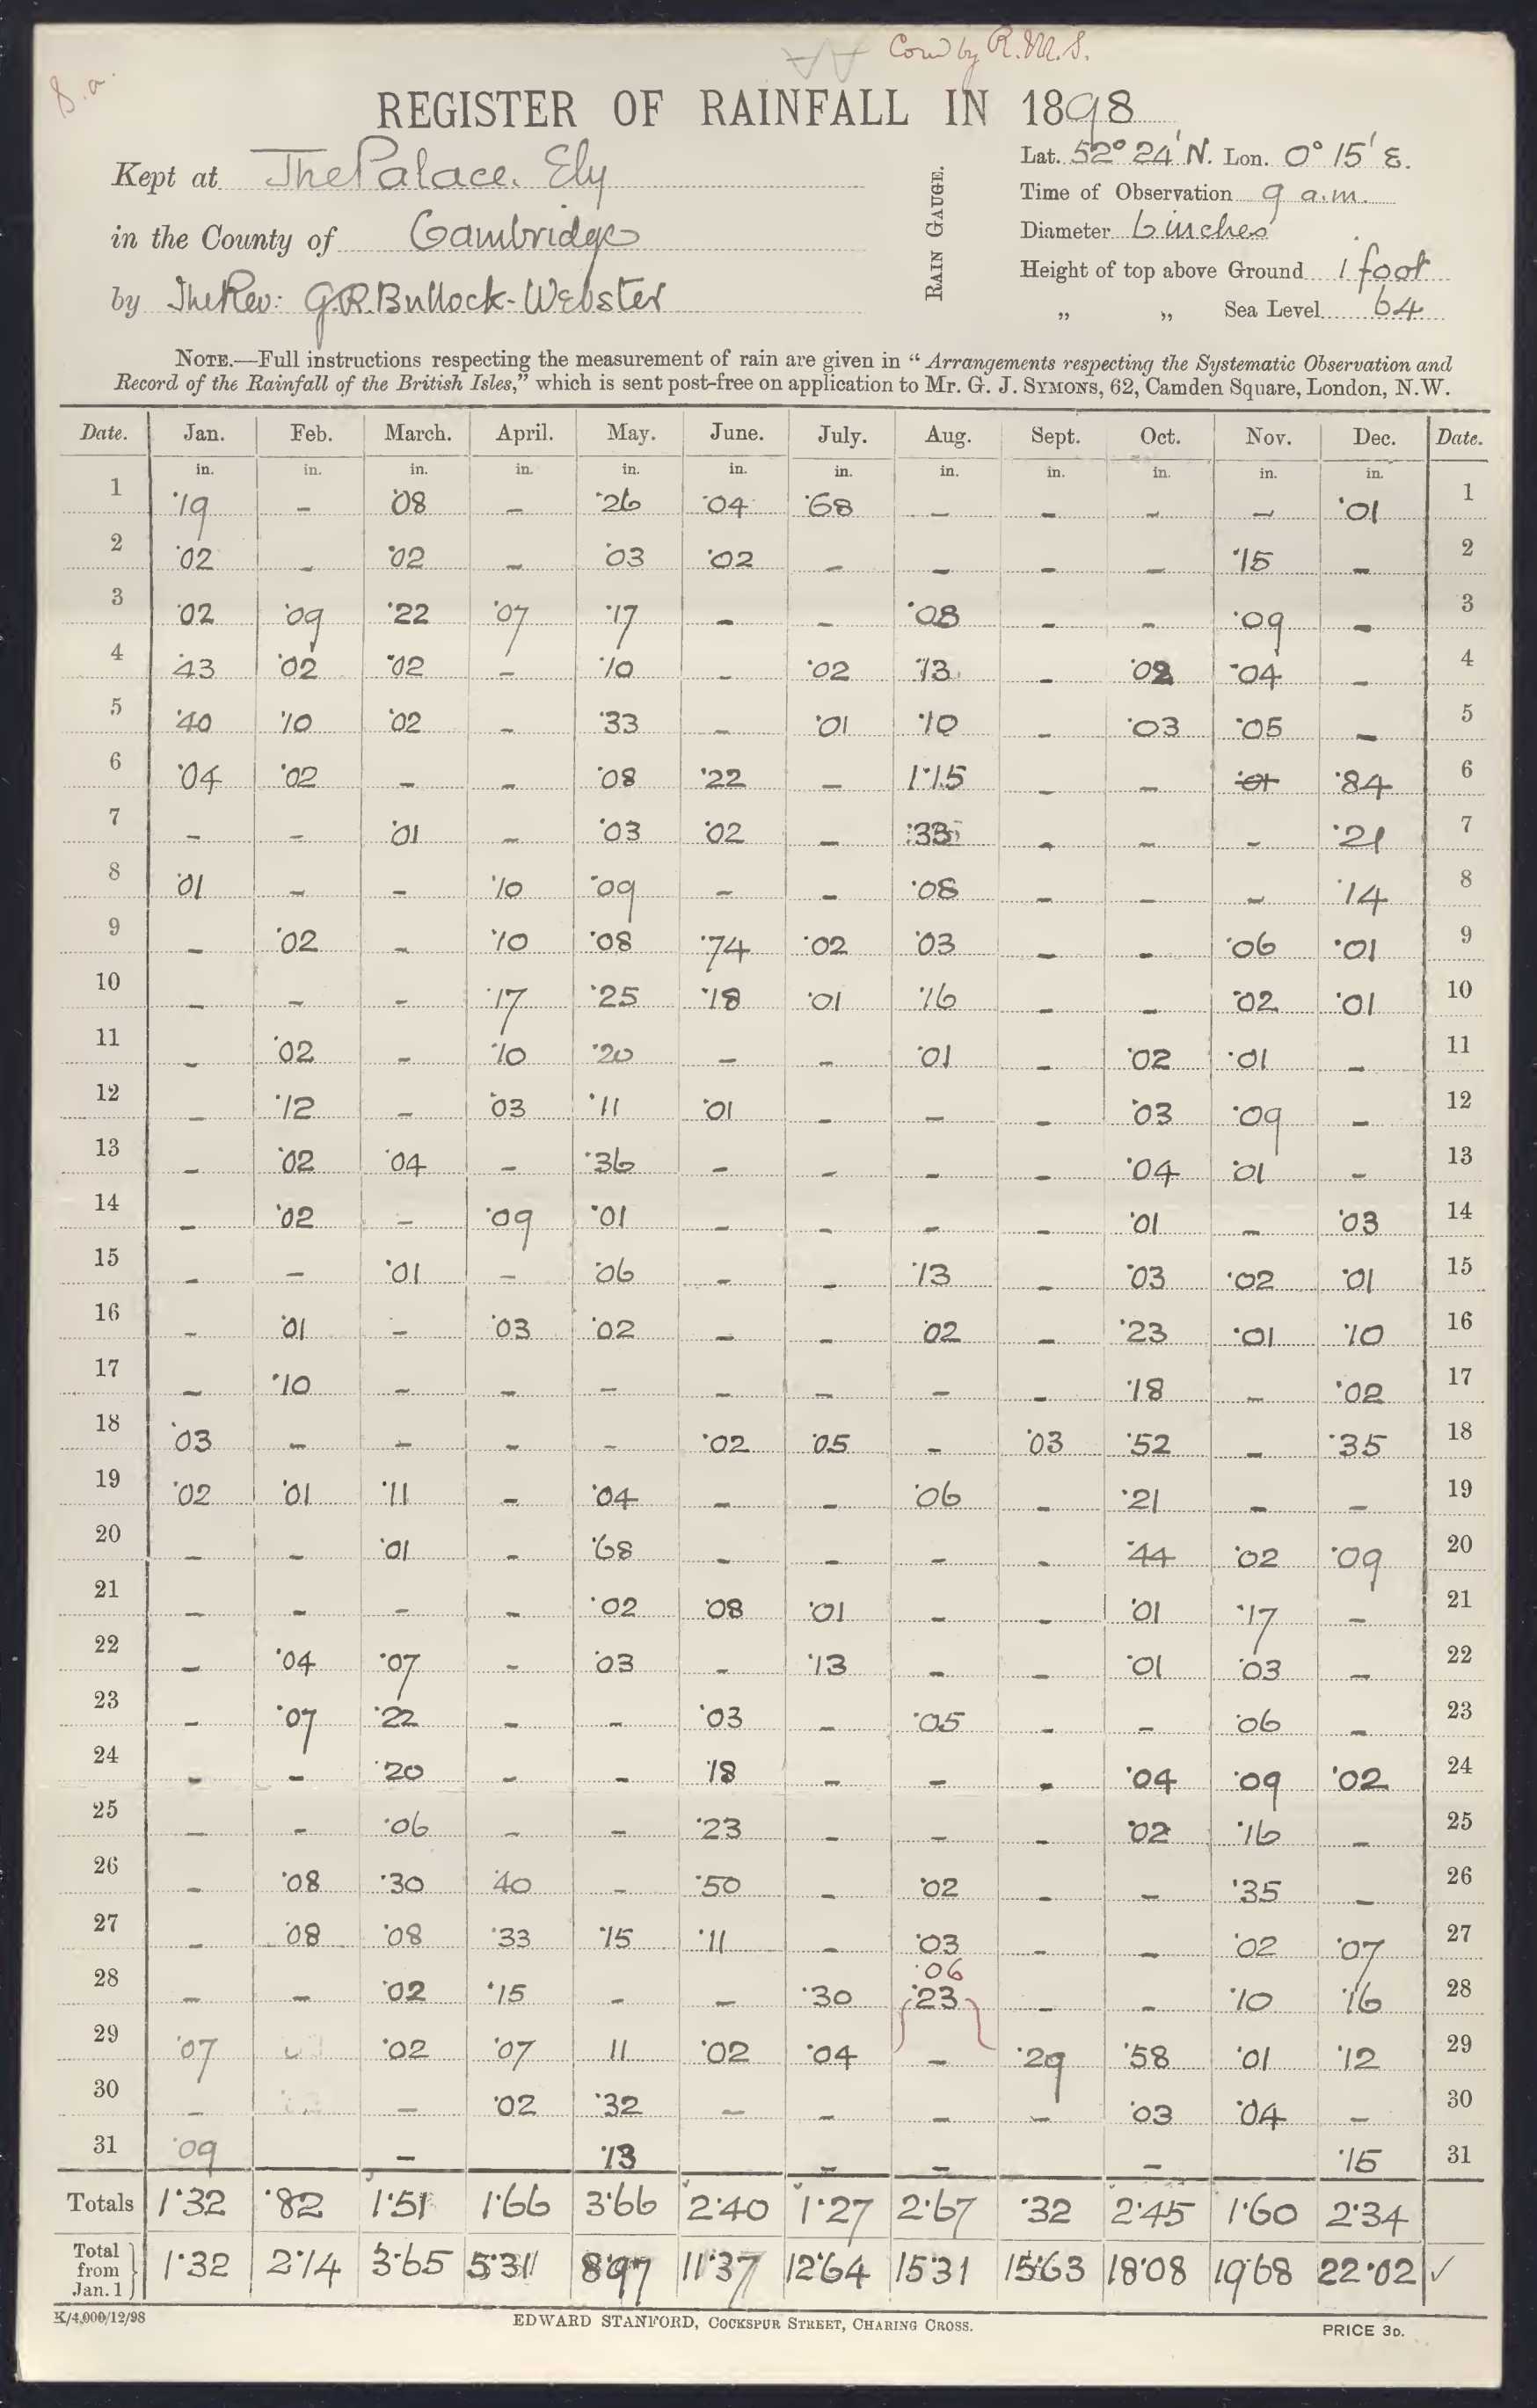 8.a.
Com by R.M.S.
REGISTER OF RAINFALL IN 1898
Kept at The Palace. Ely
in the County of Cambridge
by The Rev: G.R. Bullock-Webster
RAIN GAUGE.
Lat. 52° 24' N. Lon. 0° 15' E.
Time of Observation 9 a.m.
Diameter 6 inches
Height of top above Ground 1 foot
„ „ Sea Level 64
NOTE.—Full instructions respecting the measurement of rain are given in “ Arrangements respecting the Systematic Observation and
Record of the Rainfall of the British Isles,” which is sent post-free on application to Mr. G. J. SYMONS, 62, Camden Square, London, N.W.
Date. Jan. Feb. March. April. May. June. July. Aug. Sept. Oct. Nov. Dec. Date.
in. in. in. in. in. in. in. in. in. in. in. in.
1 ·19 - ·08 - ·26 ·04 ·68 - - - - ·01 1
2 ·02 - ·02 - ·03 ·02 - - - - ·15 - 2
3 ·02 ·09 ·22 ·07 ·17 - - ·08 - - ·09 - 3
4 ·43 ·02 ·02 - ·10 - ·02 ·13 - ·02 ·04 - 4
5 ·40 ·10 ·02 - ·33 - ·01 ·10 - ·03 ·05 - 5
6 ·04 ·02 - - ·08 ·22 - 1·15 - - ·01 ·84 6
7 - - ·01 - ·03 ·02 - ·33 - - - ·21 7
8 ·01 - - ·10 ·09 - - ·08 - - - ·14 8
9 - ·02 - ·10 ·08 ·74 ·02 ·03 - - ·06 ·01 9
10 - - - ·17 ·25 ·18 ·01 ·16 - - ·02 ·01 10
11 - ·02 - ·10 ·20 - - ·01 - ·02 ·01 - 11
12 - ·12 - ·03 ·11 ·01 - - - ·03 ·09 - 12
13 - ·02 ·04 - ·36 - - - - ·04 ·01 - 13
14 - ·02 - ·09 ·01 - - - - ·01 - ·03 14
15 - - ·01 - ·06 - - ·13 - ·03 ·02 ·01 15
16 - ·01 - ·03 ·02 - - ·02 - ·23 ·01 ·10 16
17 - ·10 - - - - - - - ·18 - ·02 17
18 ·03 - - - - ·02 ·05 - ·03 ·52 - ·35 18
19 ·02 ·01 ·11 - ·04 - - ·06 - ·21 - - 19
20 - - ·01 - ·68 - - - - ·44 ·02 ·09 20
21 - - - - ·02 ·08 ·01 - - ·01 ·17 - 21
22 - ·04 ·07 - ·03 - ·13 - - ·01 ·03 - 22
23 - ·07 ·22 - - ·03 - ·05 - - ·06 - 23
24 - - ·20 - - ·18 - - - ·04 ·09 ·02 24
25 - - ·06 - - ·23 - - - ·02 ·16 - 25
26 - ·08 ·30 ·40 - ·50 - ·02 - - ·35 - 26
27 - ·08 ·08 ·33 ·15 ·11 - ·03 - - ·02 ·07 27
·06
28 - - ·02 ·15 - - ·30 ·23 - - ·10 ·16 28
29 ·07 ·02 ·07 11 ·02 ·04 - ·29 ·58 ·01 ·12 29
30 - - ·02 ·32 - - - - ·03 ·04 - 30
31 ·09 - ·13 - - - ·15 31
Totals 1·32 ·82 1·51 1·66 3·66 2·40 1·27 2·67 ·32 2·45 1·60 2·34
Total from Jan. 1 } 1·32 2·14 3·65 5·31 8·97 11·37 12·64 15·31 15·63 18·08 19·68 22·02 ✓
K/4,000/12/98
EDWARD STANFORD, COCKSPUR STREET, CHARING CROSS.
PRICE 3D.